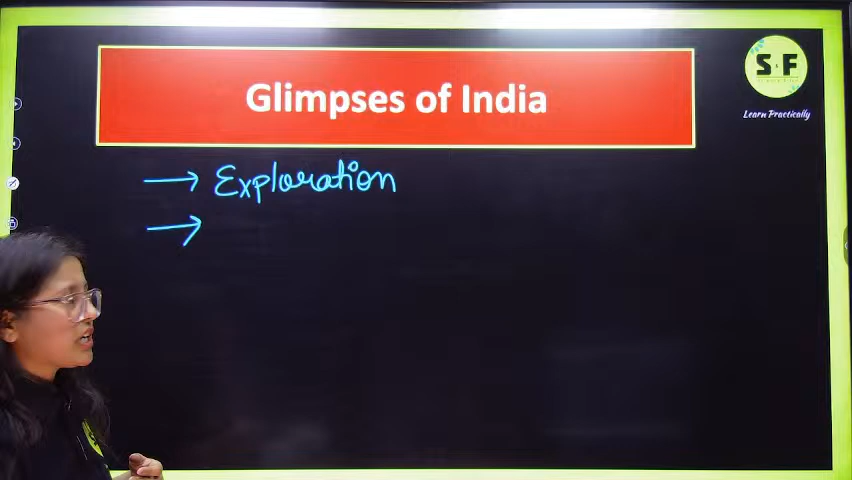 Glimpses of India
S&F
Learn Practically
→ Exploration
→